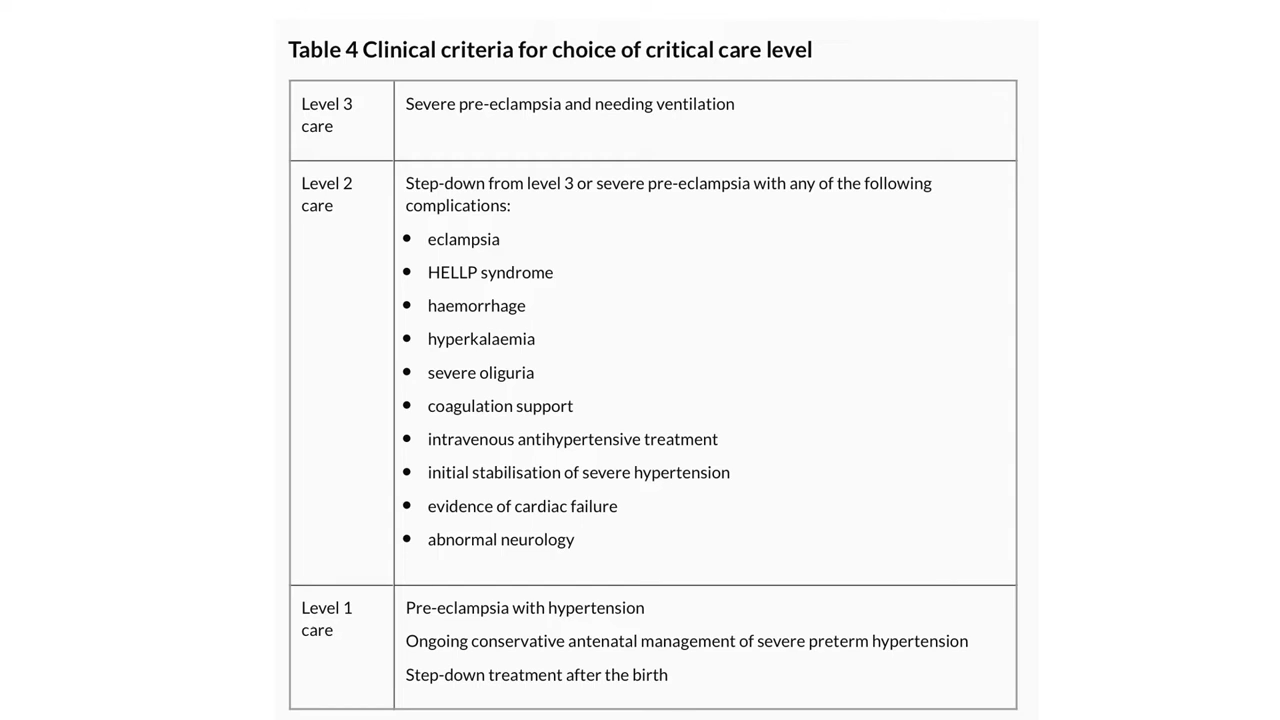 Table 4 Clinical criteria for choice of critical care level
Level 3
care
Severe pre-eclampsia and needing ventilation
Level 2
care
Step-down from level 3 or severe pre-eclampsia with any of the following
complications:
• eclampsia
• HELLP syndrome
• haemorrhage
• hyperkalaemia
• severe oliguria
• coagulation support
• intravenous antihypertensive treatment
• initial stabilisation of severe hypertension
• evidence of cardiac failure
• abnormal neurology
Level 1
care
Pre-eclampsia with hypertension
Ongoing conservative antenatal management of severe preterm hypertension
Step-down treatment after the birth